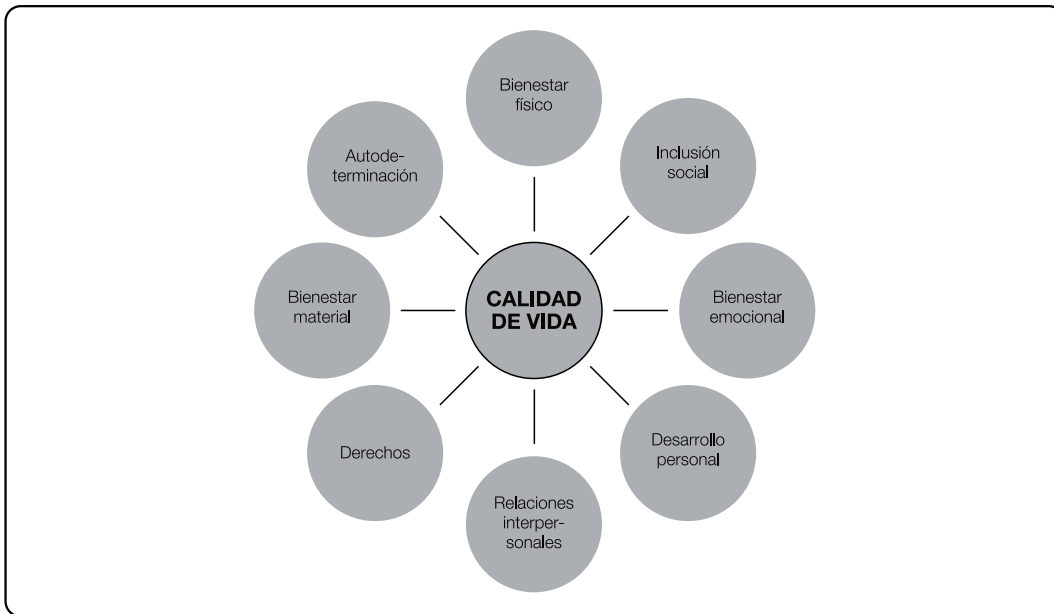 Bienestar
físico
Inclusión
social
Bienestar
emocional
Desarrollo
personal
Relaciones
interper-
sonales
Derechos
Bienestar
material
Autode-
terminación
CALIDAD
DE VIDA